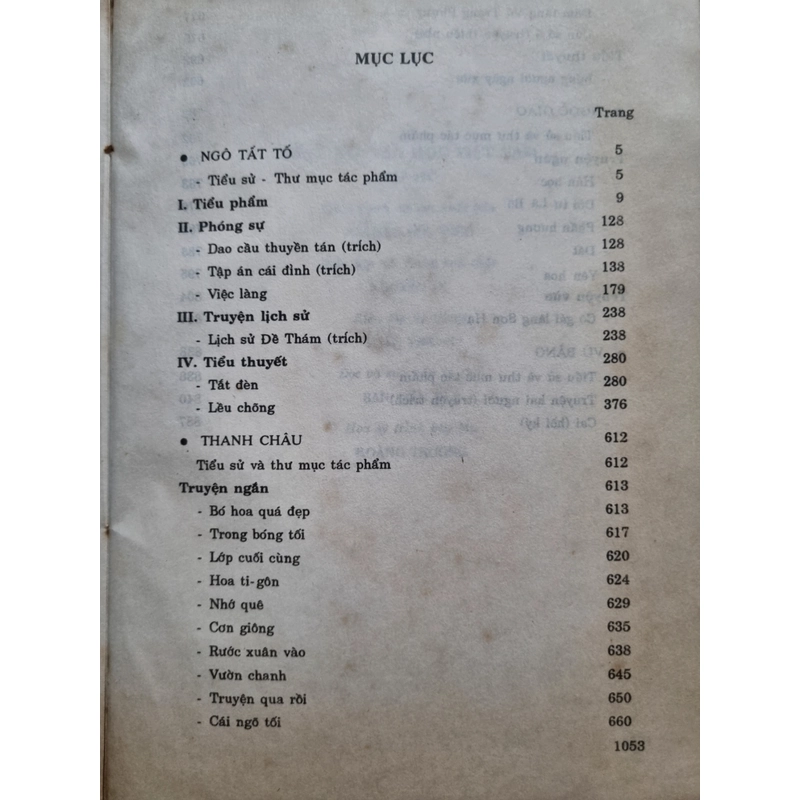 MỤC LỤC
Trang
● NGÔ TẤT TỐ 5
- Tiểu sử - Thư mục tác phẩm 5
I. Tiểu phẩm 9
II. Phóng sự 128
- Dao cầu thuyền tán (trích) 128
- Tập án cái đình (trích) 138
- Việc làng 179
III. Truyện lịch sử 238
- Lịch sử Đề Thám (trích) 238
IV. Tiểu thuyết 280
- Tắt đèn 280
- Lều chõng 376
● THANH CHÂU 612
Tiểu sử và thư mục tác phẩm 612
Truyện ngắn 613
- Bó hoa quá đẹp 613
- Trong bóng tối 617
- Lớp cuối cùng 620
- Hoa ti-gôn 624
- Nhớ quê 629
- Cơn giông 635
- Rước xuân vào 638
- Vườn chanh 645
- Truyện qua rồi 650
- Cái ngõ tối 660
1053